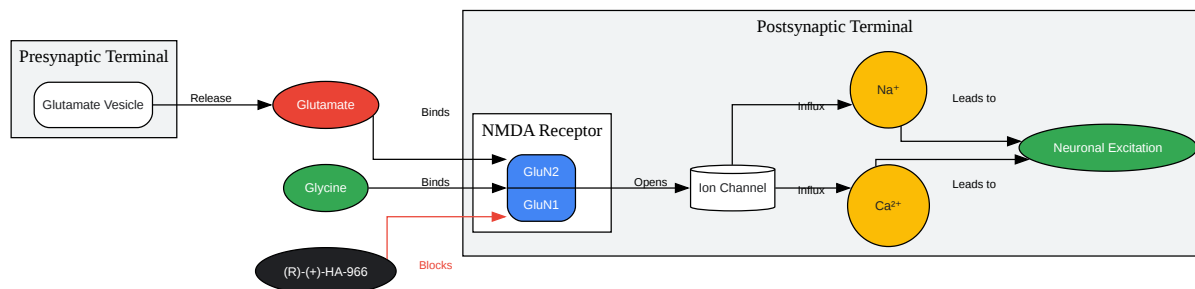 Postsynaptic Terminal
Presynaptic Terminal
Glutamate Vesicle
Release
Glutamate
Binds
NMDA Receptor
GluN2
GluN1
Glycine
Binds
Opens
Ion Channel
Influx
Na⁺
Leads to
Neuronal Excitation
Influx
Ca²⁺
Leads to
(R)-(+)-HA-966
Blocks